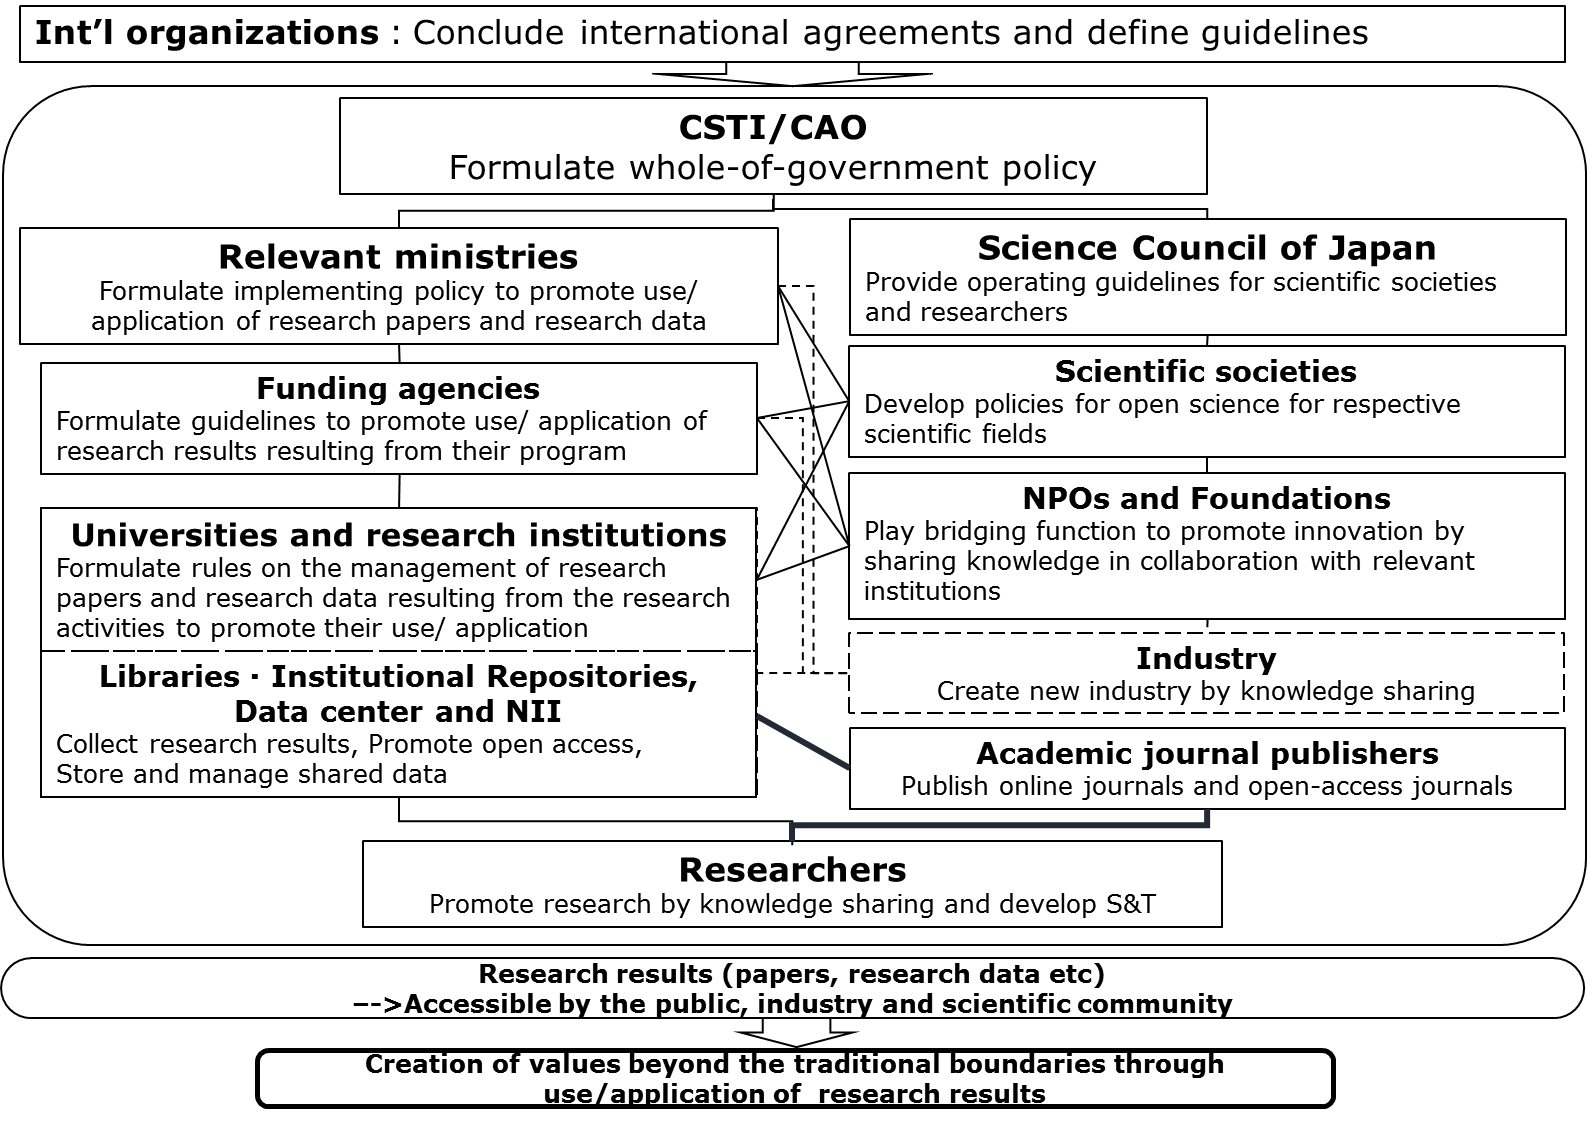 Int’l organizations : Conclude international agreements and define guidelines
CSTI/CAO
Formulate whole-of-government policy
Relevant ministries
Formulate implementing policy to promote use/
application of research papers and research data
Science Council of Japan
Provide operating guidelines for scientific societies
and researchers
Funding agencies
Formulate guidelines to promote use/ application of
research results resulting from their program
Scientific societies
Develop policies for open science for respective
scientific fields
Universities and research institutions
Formulate rules on the management of research
papers and research data resulting from the research
activities to promote their use/ application
NPOs and Foundations
Play bridging function to promote innovation by
sharing knowledge in collaboration with relevant
institutions
Libraries · Institutional Repositories,
Data center and NII
Collect research results, Promote open access,
Store and manage shared data
Industry
Create new industry by knowledge sharing
Academic journal publishers
Publish online journals and open-access journals
Researchers
Promote research by knowledge sharing and develop S&T
Research results (papers, research data etc)
−->Accessible by the public, industry and scientific community
Creation of values beyond the traditional boundaries through
use/application of research results